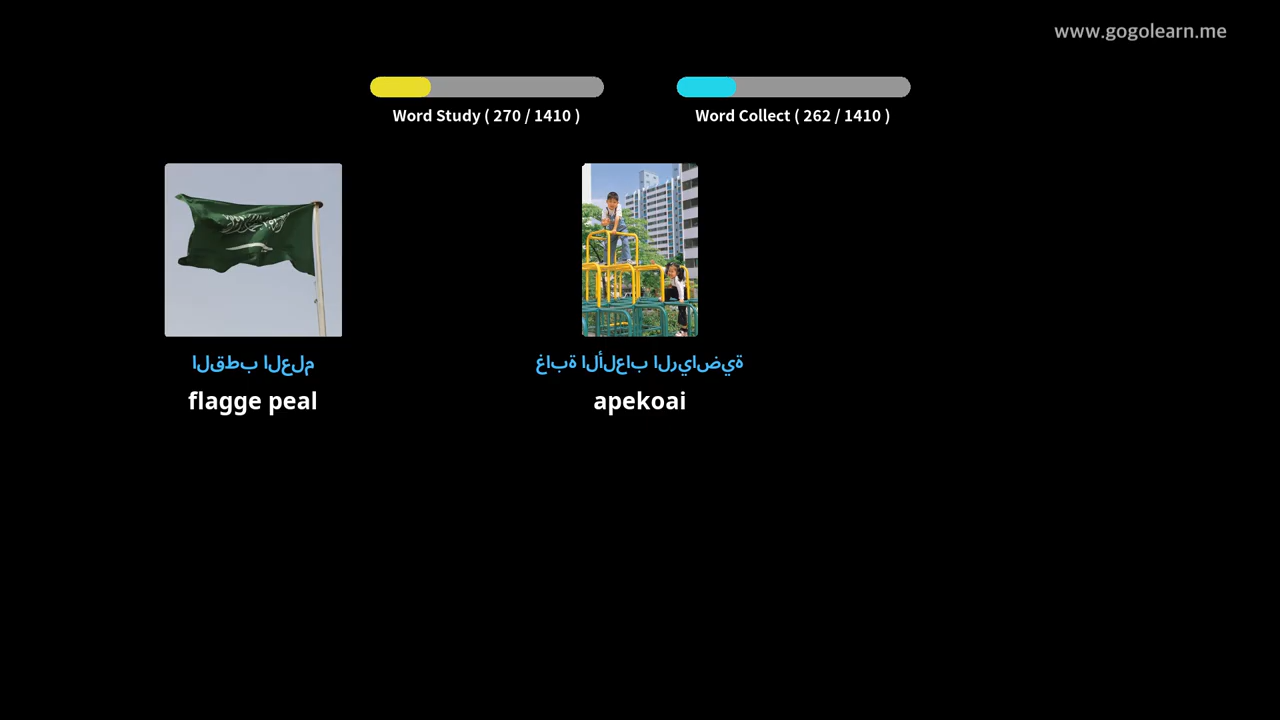 www.gogolearn.me
Word Study ( 270 / 1410 )
Word Collect ( 262 / 1410 )
القطب العلم
flagge peal
غابة الألعاب الرياضية
apekoai